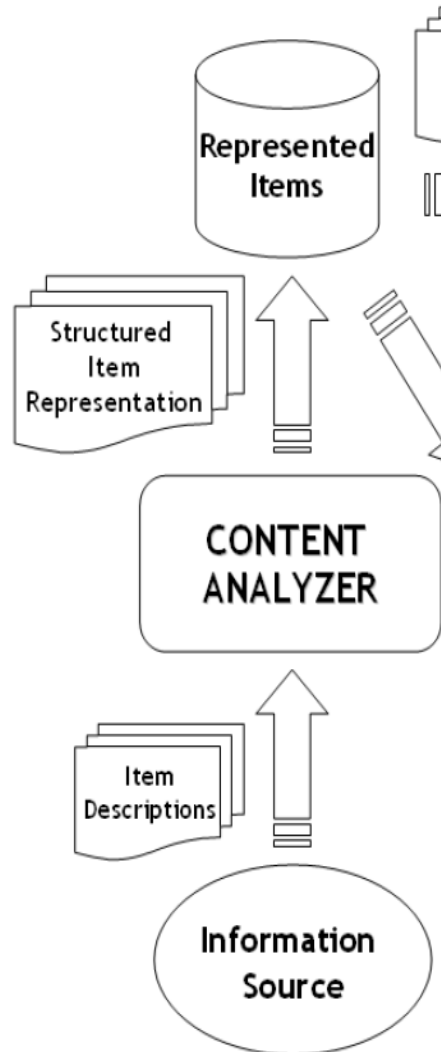 Represented
Items
Structured
Item
Representation
CONTENT
ANALYZER
Item
Descriptions
Information
Source